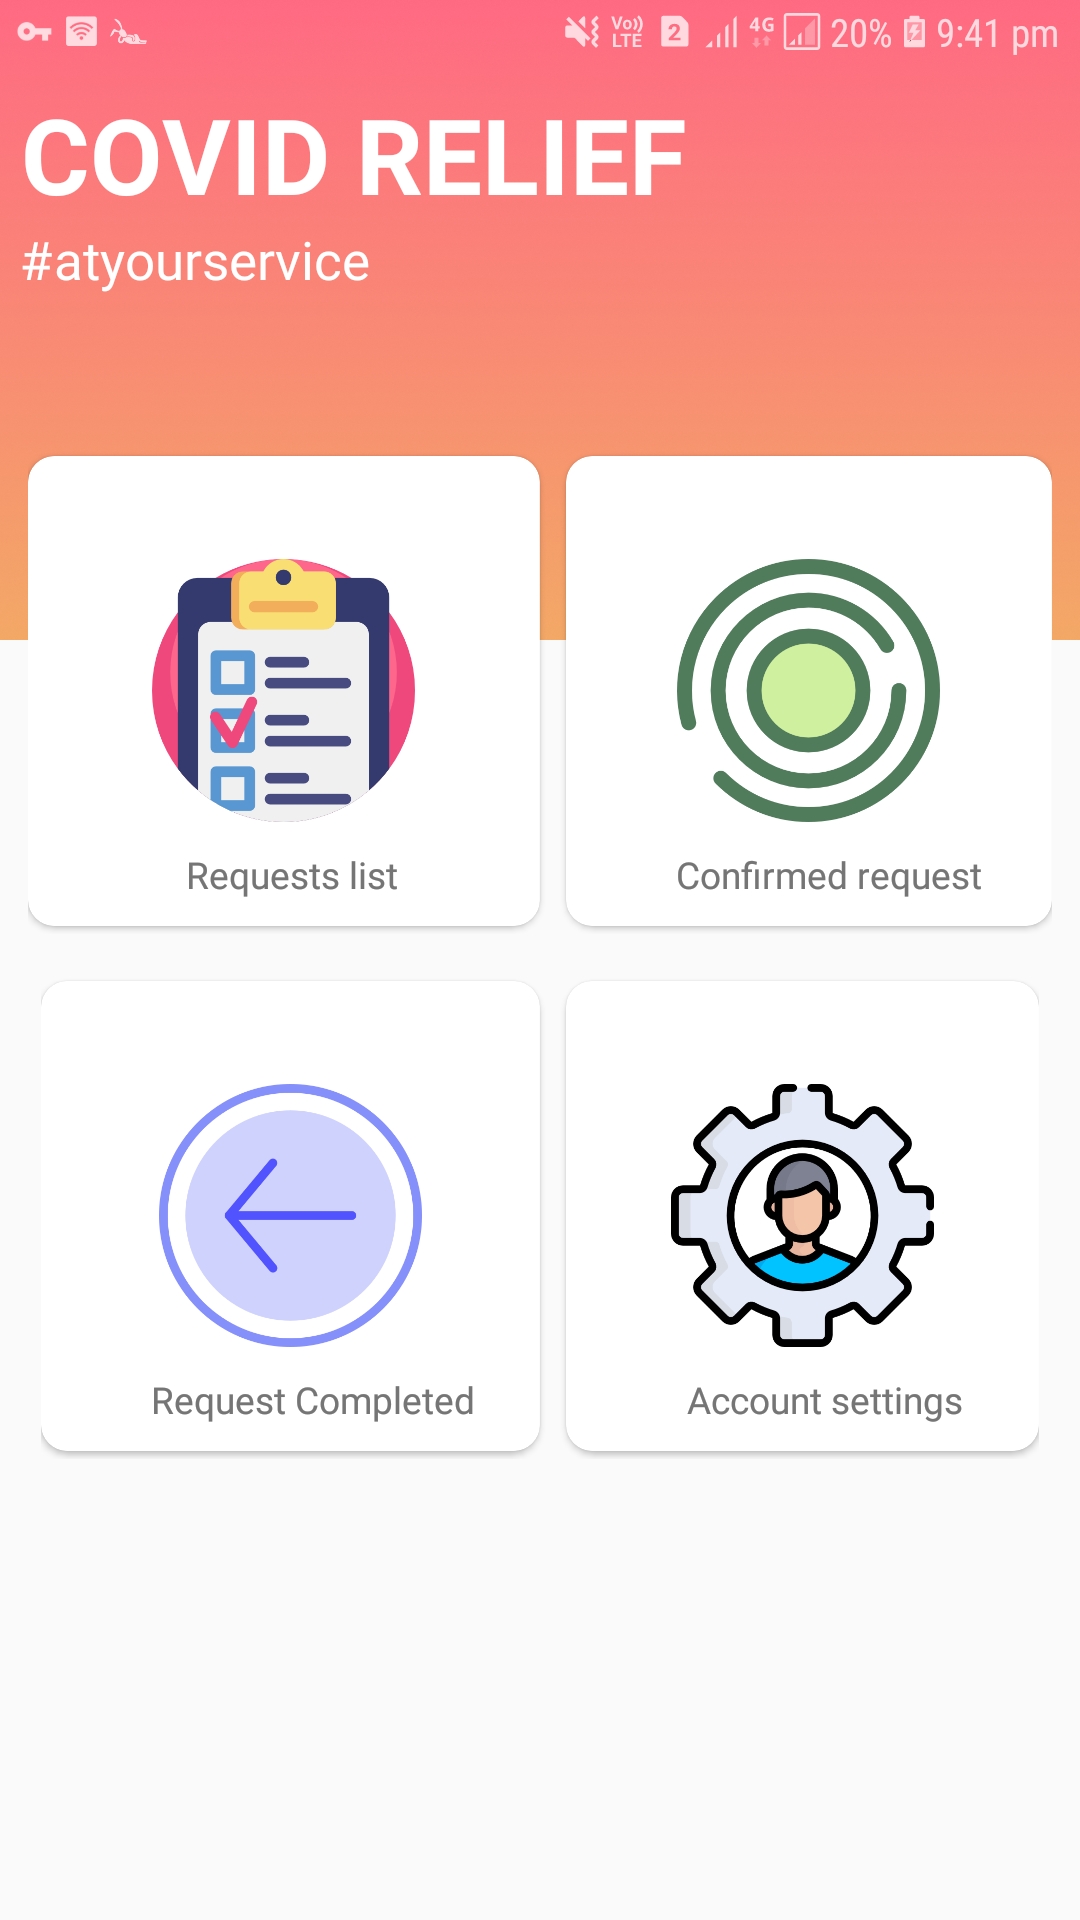 Vo)) LTE 2 4G 20% 9:41 pm
COVID RELIEF
#atyourservice
Requests list
Confirmed request
Request Completed
Account settings